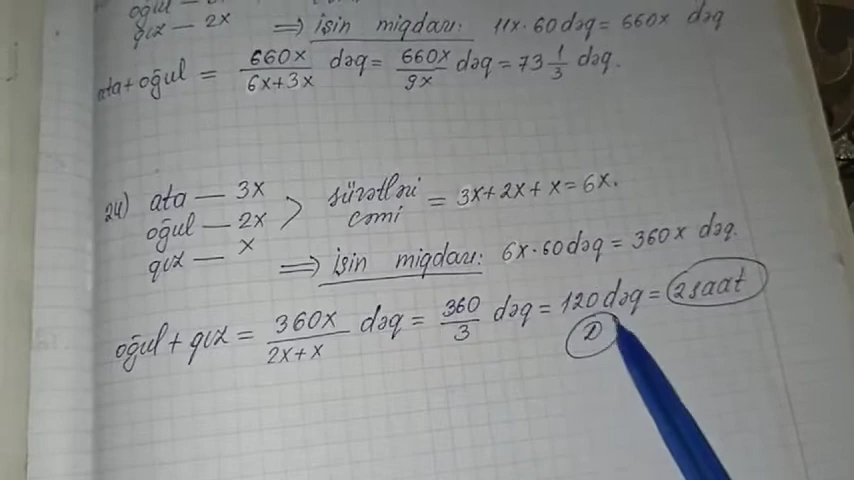 oğul —
qız — 2x ⟹ işin miqdarı: 11x · 60 dəq = 660x dəq
ata + oğul = 660x / 6x+3x dəq = 660x / 9x dəq = 73 1/3 dəq.
24) ata — 3x
oğul — 2x > sürətləri cəmi = 3x + 2x + x = 6x.
qız — x
⟹ işin miqdarı: 6x · 60 dəq = 360x dəq.
oğul + qız = 360x / 2x+x dəq = 360 / 3 dəq = 120 dəq = 2 saat
D